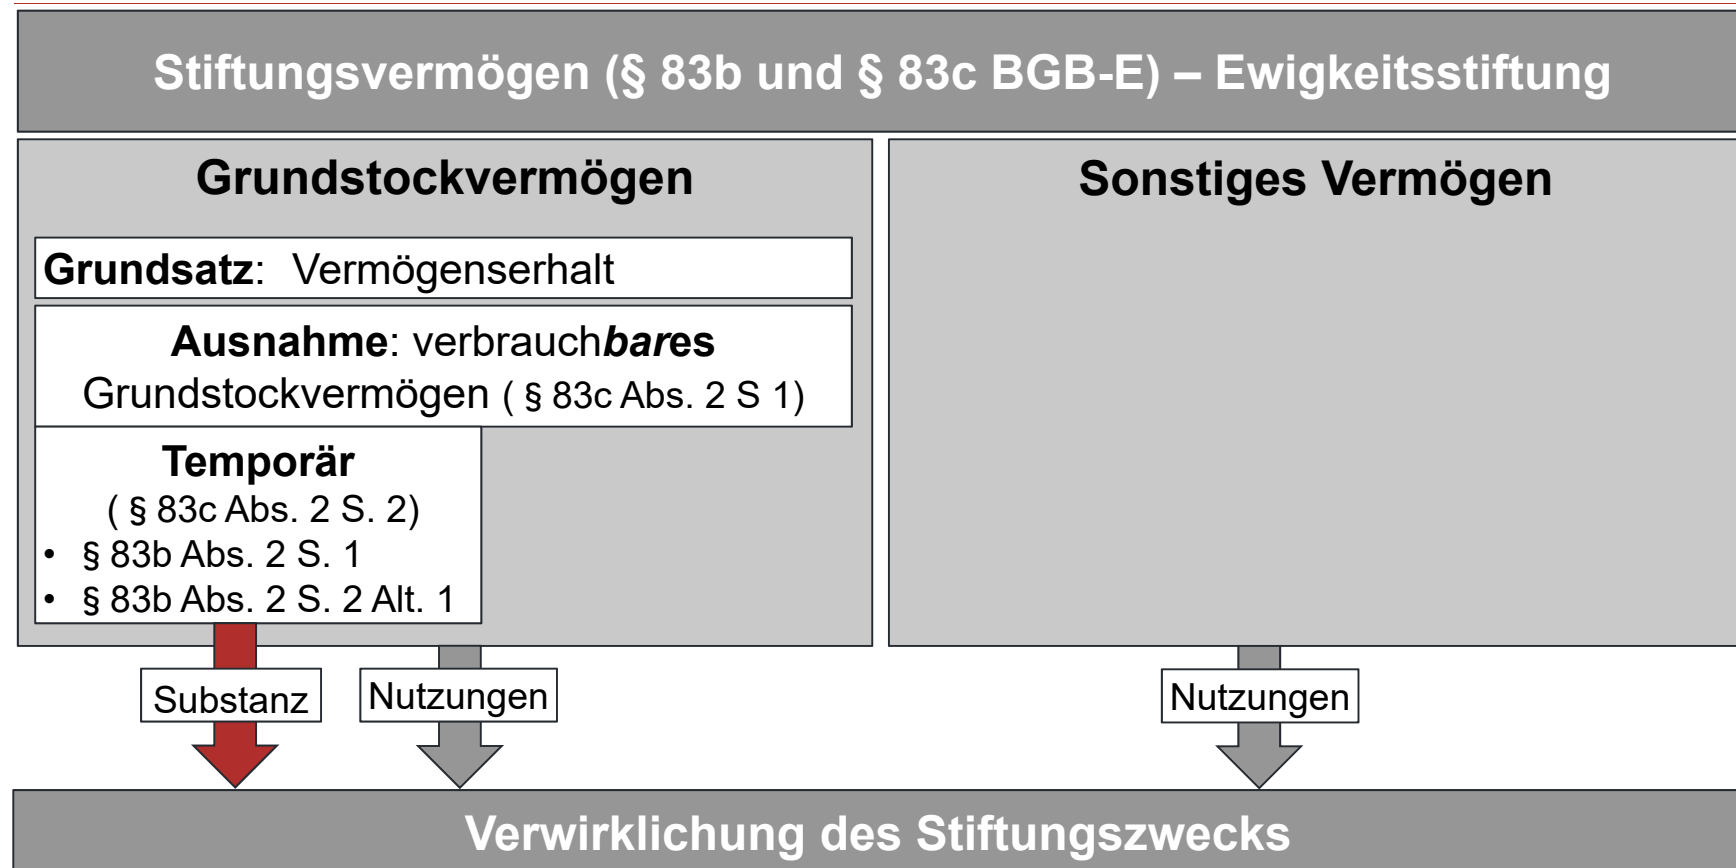 Stiftungsvermögen (§ 83b und § 83c BGB-E) – Ewigkeitsstiftung
Grundstockvermögen
Grundsatz: Vermögenserhalt
Ausnahme: verbrauchbares
Grundstockvermögen ( § 83c Abs. 2 S 1)
Temporär
( § 83c Abs. 2 S. 2)
• § 83b Abs. 2 S. 1
• § 83b Abs. 2 S. 2 Alt. 1
Sonstiges Vermögen
Substanz
Nutzungen
Nutzungen
Verwirklichung des Stiftungszwecks